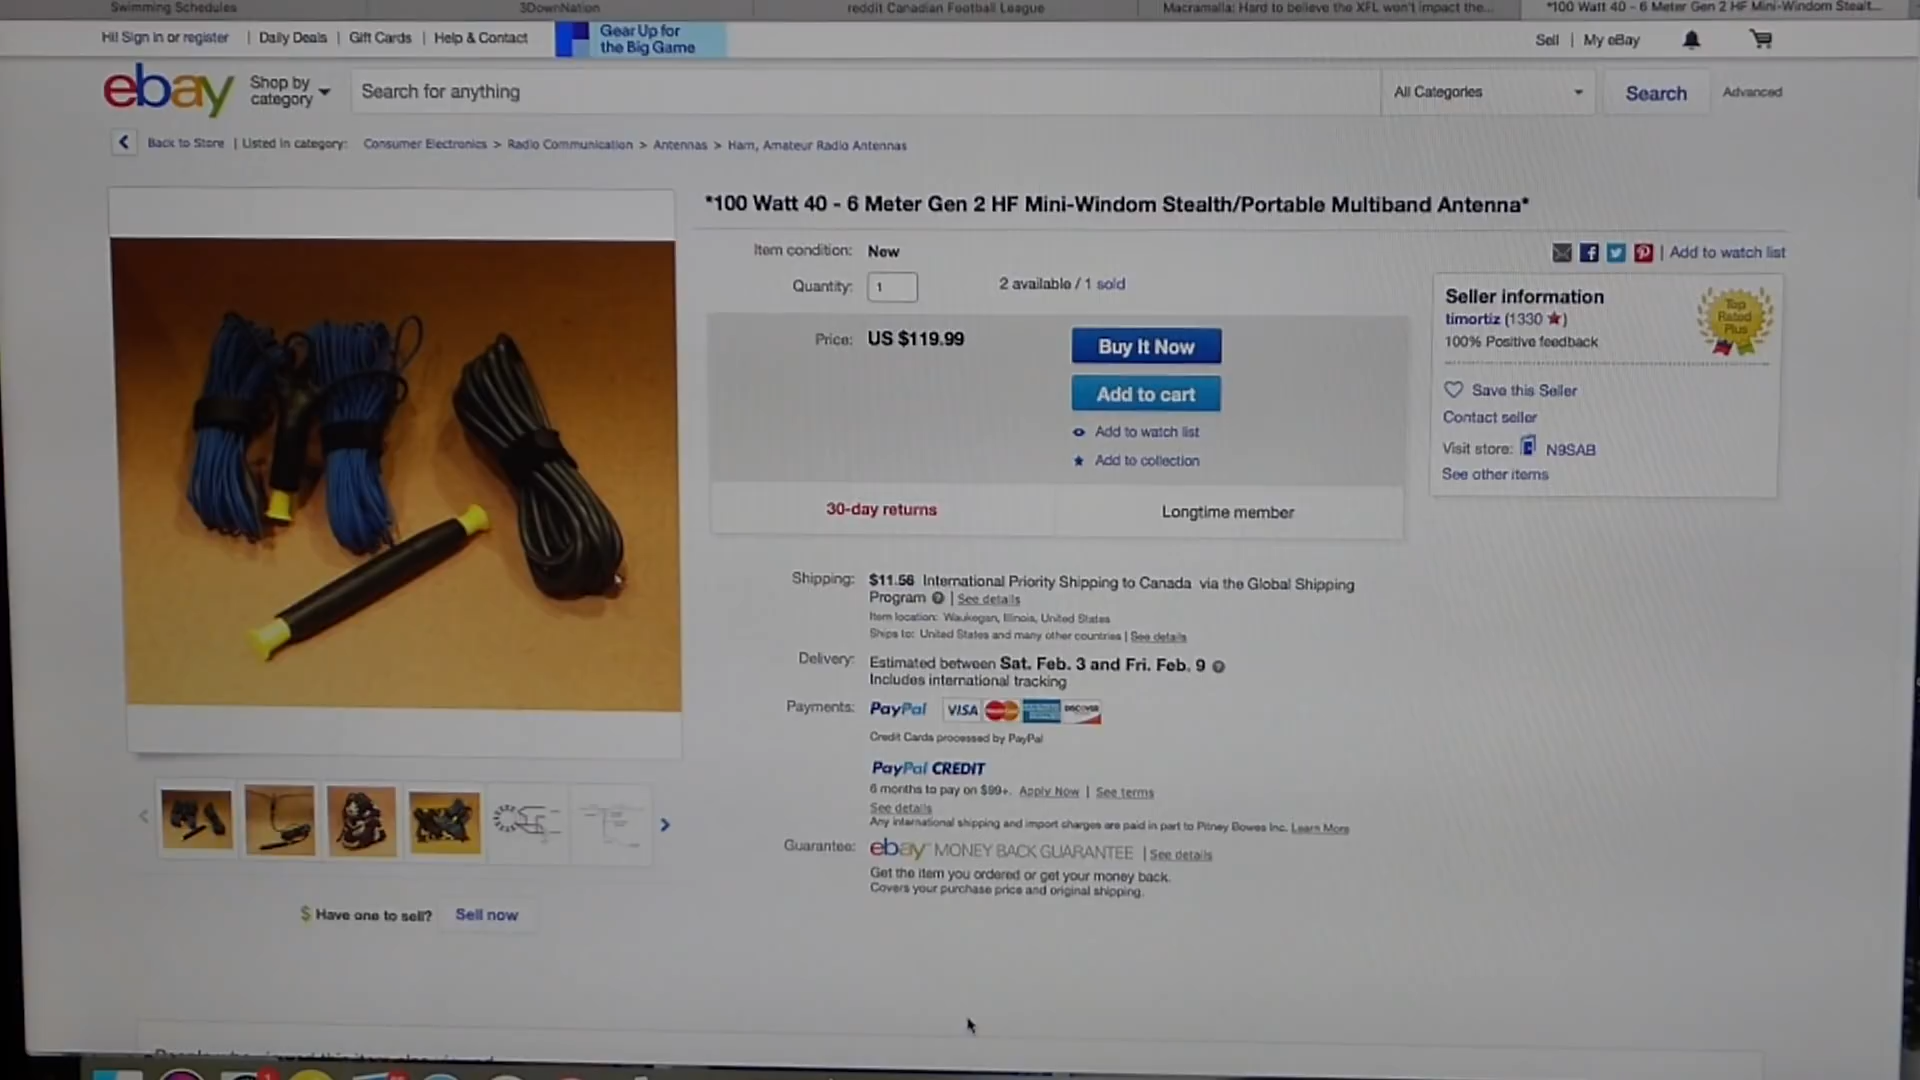 Swimming Schedules
3DownNation
reddit Canadian Football League
Macramalla: Hard to believe the XFL won't impact the...
*100 Watt 40 - 6 Meter Gen 2 HF Mini-Windom Stealt...
Hi! Sign in or register | Daily Deals | Gift Cards | Help & Contact
Gear Up for
the Big Game
Sell | My eBay
ebay
Shop by
category
Search for anything
All Categories
Search
Advanced
Back to Store | Listed in category: Consumer Electronics > Radio Communication > Antennas > Ham, Amateur Radio Antennas
*100 Watt 40 - 6 Meter Gen 2 HF Mini-Windom Stealth/Portable Multiband Antenna*
Item condition: New
Quantity: 1
2 available / 1 sold
Price: US $119.99
Buy It Now
Add to cart
Add to watch list
Add to collection
30-day returns
Longtime member
| Add to watch list
Seller information
timortiz (1330 ★)
100% Positive feedback
Top
Rated
Plus
Save this Seller
Contact seller
Visit store: N9SAB
See other items
Shipping: $11.56 International Priority Shipping to Canada via the Global Shipping
Program | See details
Item location: Waukegan, Illinois, United States
Ships to: United States and many other countries | See details
Delivery: Estimated between Sat. Feb. 3 and Fri. Feb. 9
Includes international tracking
Payments: PayPal VISA MasterCard DISCOVER
Credit Cards processed by PayPal
PayPal CREDIT
6 months to pay on $99+. Apply Now | See terms
See details
Any international shipping and import charges are paid in part to Pitney Bowes Inc. Learn More
Guarantee: ebay MONEY BACK GUARANTEE | See details
Get the item you ordered or get your money back.
Covers your purchase price and original shipping.
$ Have one to sell? Sell now